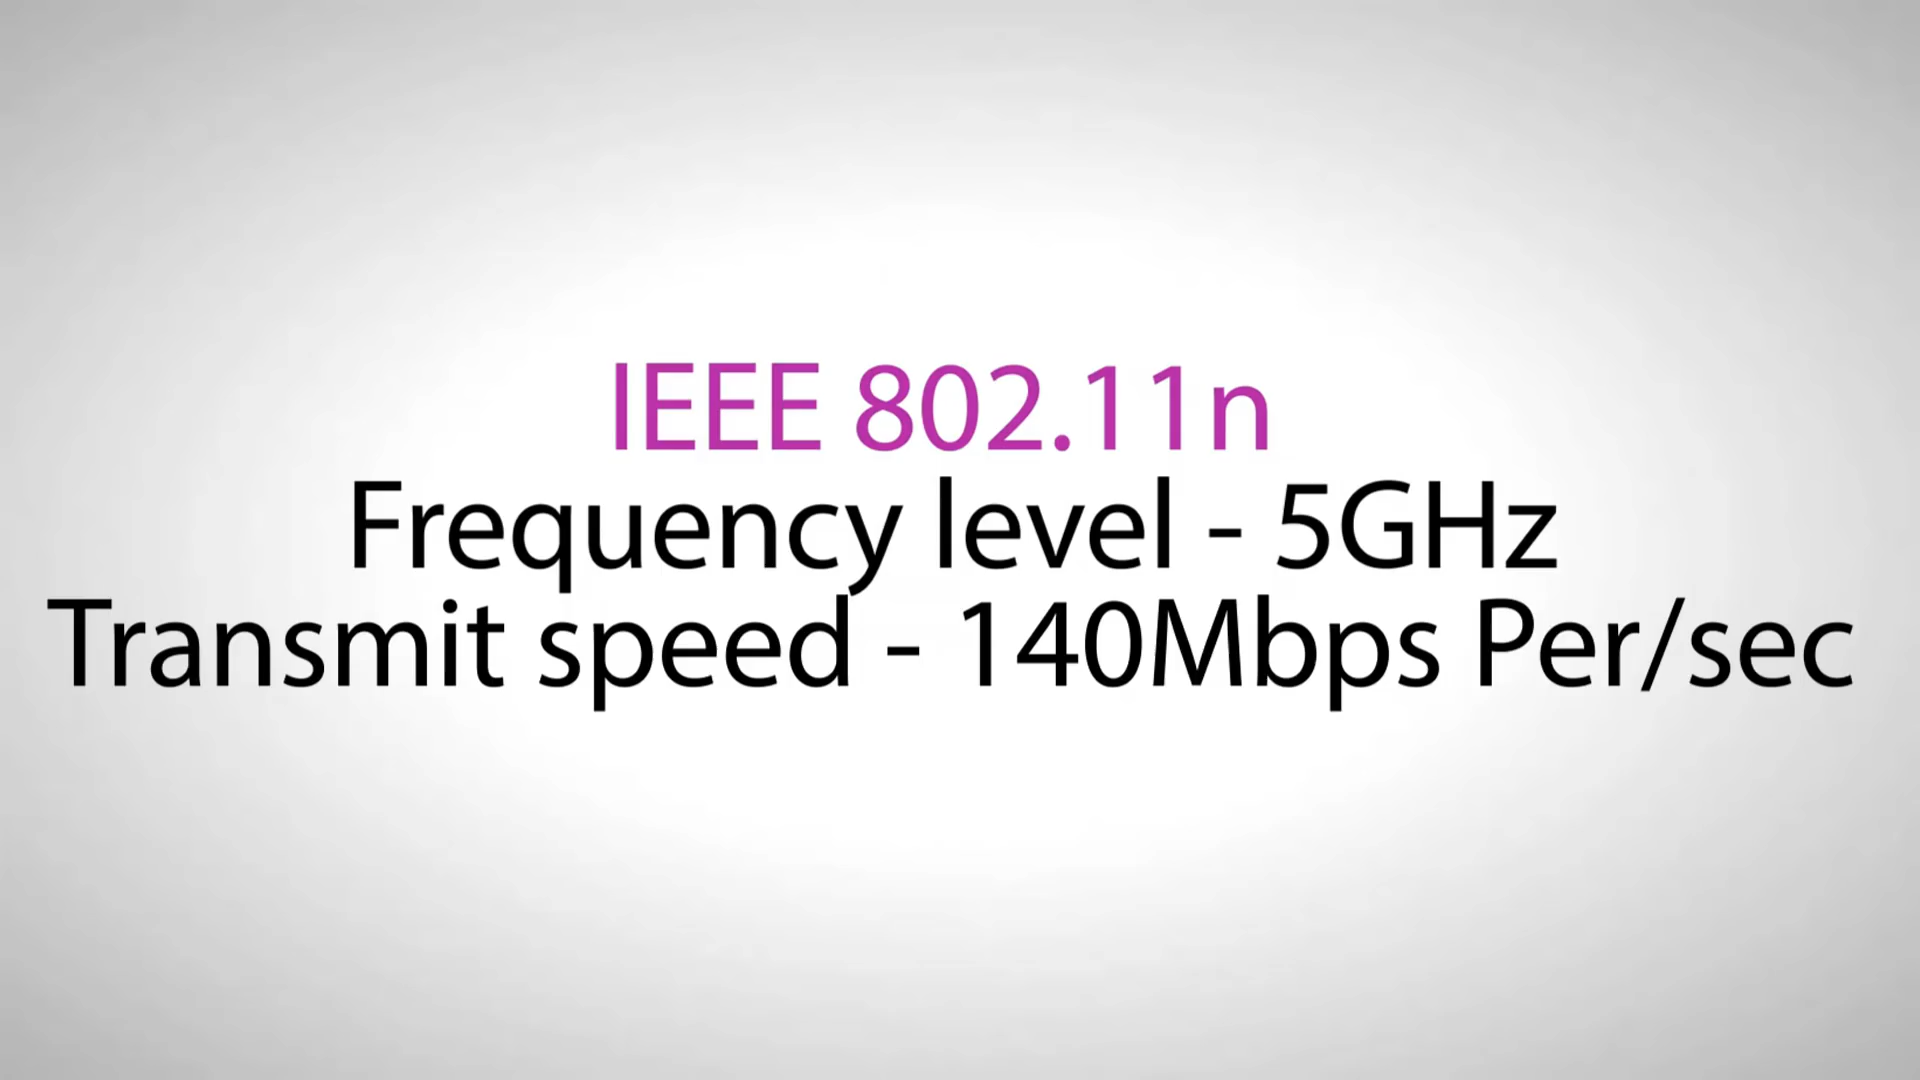 IEEE 802.11n
Frequency level - 5GHz
Transmit speed - 140Mbps Per/sec